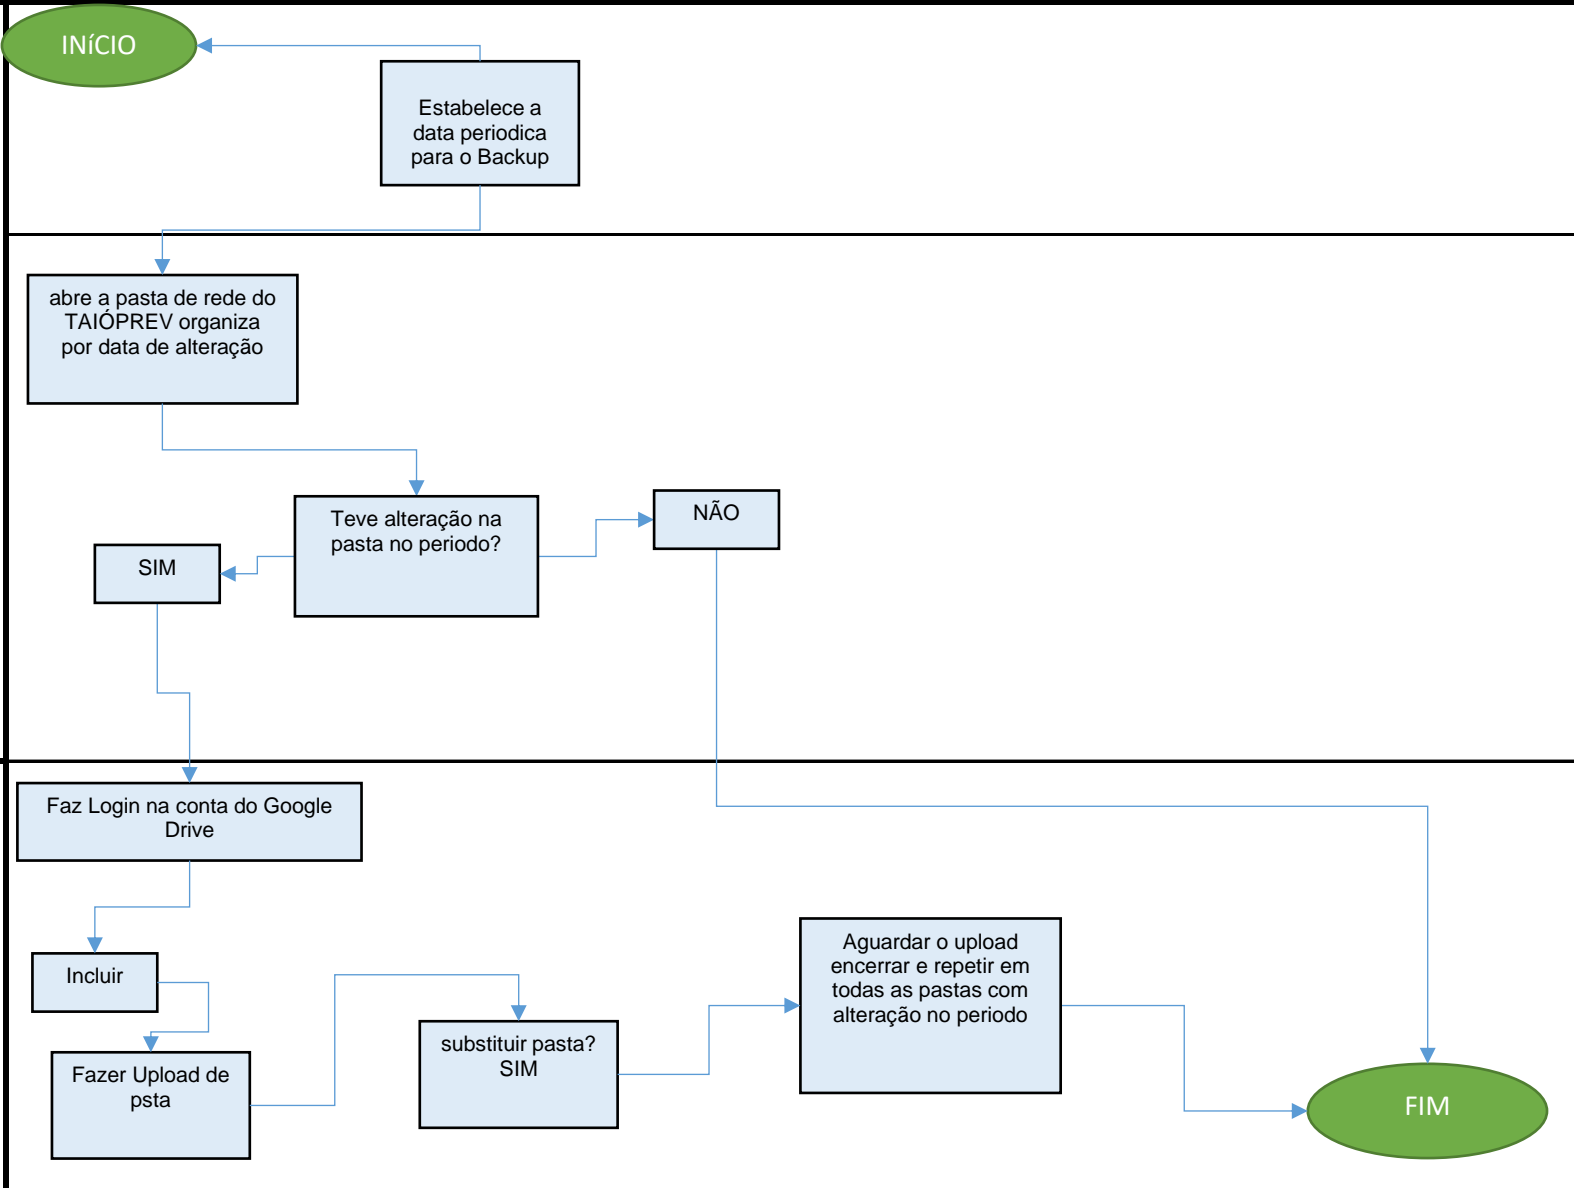 INíCIO
Estabelece a
data periodica
para o Backup
abre a pasta de rede do
TAIÓPREV organiza
por data de alteração
Teve alteração na
pasta no periodo?
NÃO
SIM
Faz Login na conta do Google
Drive
Incluir
Fazer Upload de
psta
substituir pasta?
SIM
Aguardar o upload
encerrar e repetir em
todas as pastas com
alteração no periodo
FIM